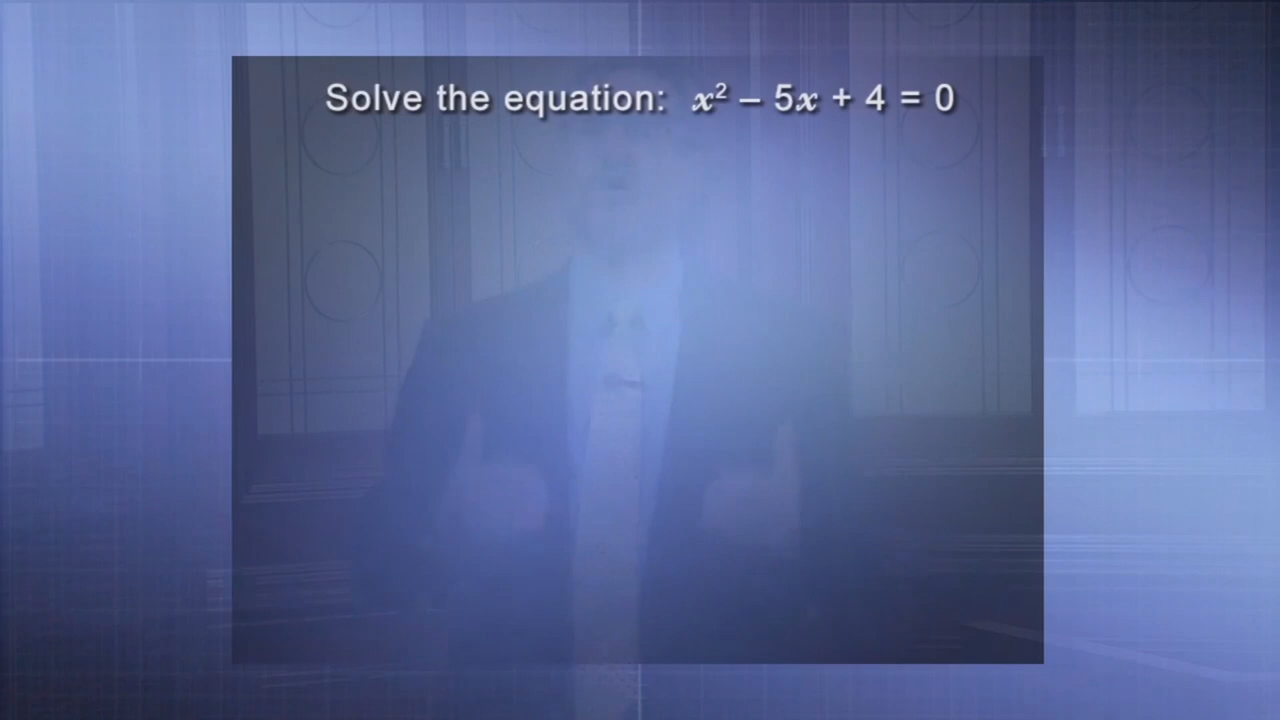 Solve the equation: x² – 5x + 4 = 0